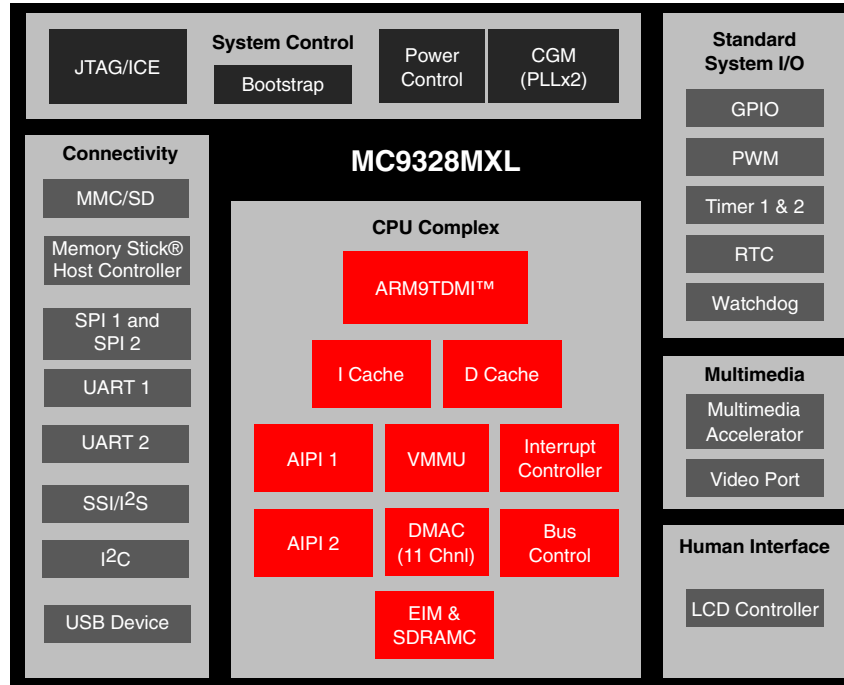 System Control
JTAG/ICE
Bootstrap
Power
Control
CGM
(PLLx2)
Standard
System I/O
GPIO
PWM
Timer 1 & 2
RTC
Watchdog
Connectivity
MMC/SD
Memory Stick®
Host Controller
SPI 1 and
SPI 2
UART 1
UART 2
SSI/I2S
I2C
USB Device
MC9328MXL
CPU Complex
ARM9TDMI™
I Cache
D Cache
AIPI 1
VMMU
Interrupt
Controller
AIPI 2
DMAC
(11 Chnl)
Bus
Control
EIM &
SDRAMC
Multimedia
Multimedia
Accelerator
Video Port
Human Interface
LCD Controller